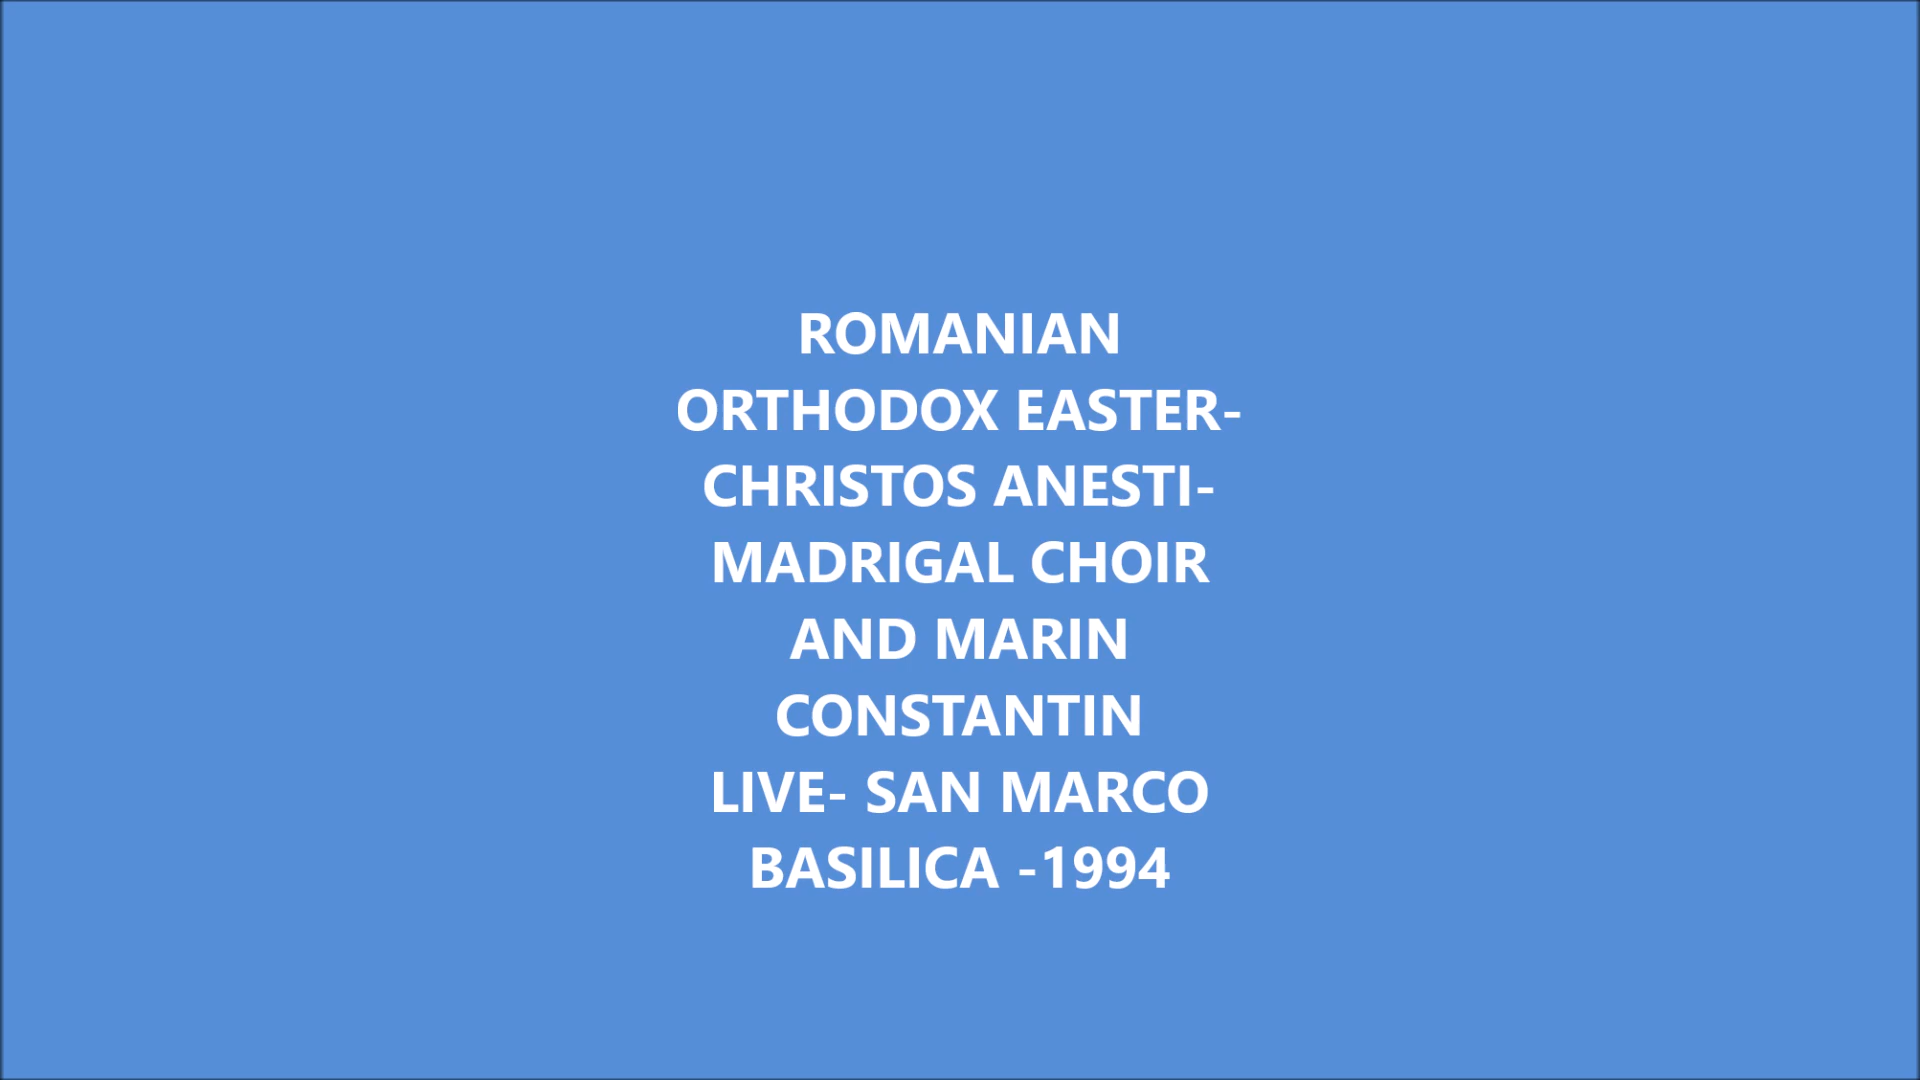 ROMANIAN
ORTHODOX EASTER-
CHRISTOS ANESTI-
MADRIGAL CHOIR
AND MARIN
CONSTANTIN
LIVE- SAN MARCO
BASILICA -1994